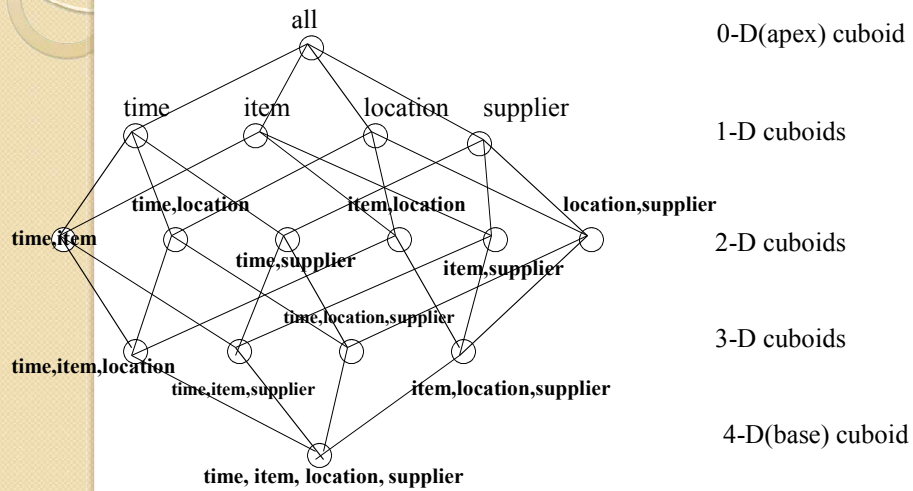 all
0-D(apex) cuboid
time
item
location
supplier
1-D cuboids
time,location
item,location
location,supplier
time,item
time,supplier
item,supplier
2-D cuboids
time,location,supplier
3-D cuboids
time,item,location
time,item,supplier
item,location,supplier
4-D(base) cuboid
time, item, location, supplier